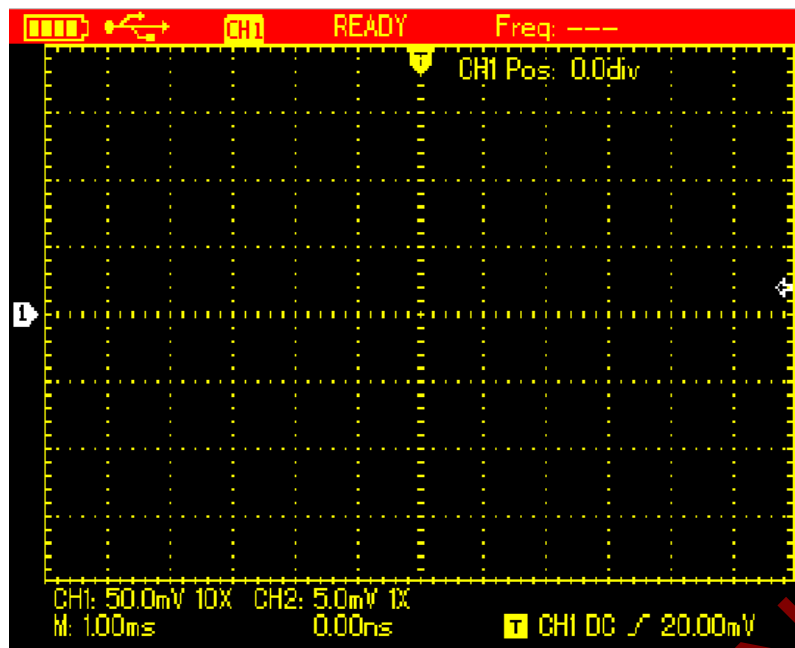 CH1 READY Freq: ---
T
CH1 Pos: 0.0div
1
CH1: 50.0mV 10X CH2: 5.0mV 1X
M: 1.00ms 0.00ns T CH1 DC 20.00mV